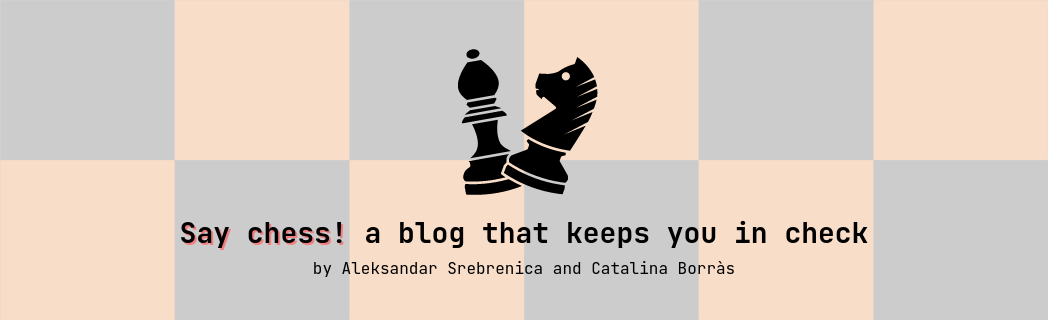 Say chess! a blog that keeps you in check
by Aleksandar Srebrenica and Catalina Borràs